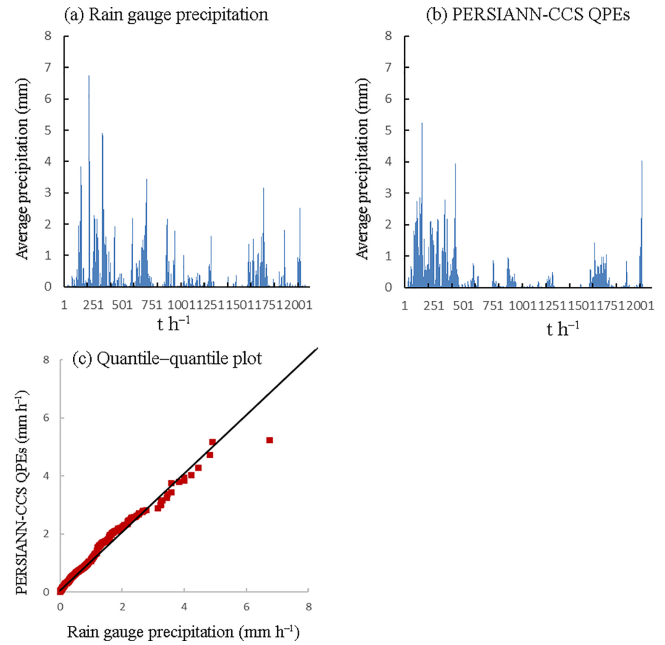 (a) Rain gauge precipitation
(b) PERSIANN-CCS QPEs
Average precipitation (mm)
8
7
6
5
4
3
2
1
0
1 251 501 751 1001 1251 1501 1751 2001
t h⁻¹
Average precipitation (mm)
8
7
6
5
4
3
2
1
0
1 251 501 751 1001 1251 1501 1751 2001
t h⁻¹
(c) Quantile–quantile plot
PERSIANN-CCS QPEs (mm h⁻¹)
8
6
4
2
0
0 2 4 6 8
Rain gauge precipitation (mm h⁻¹)